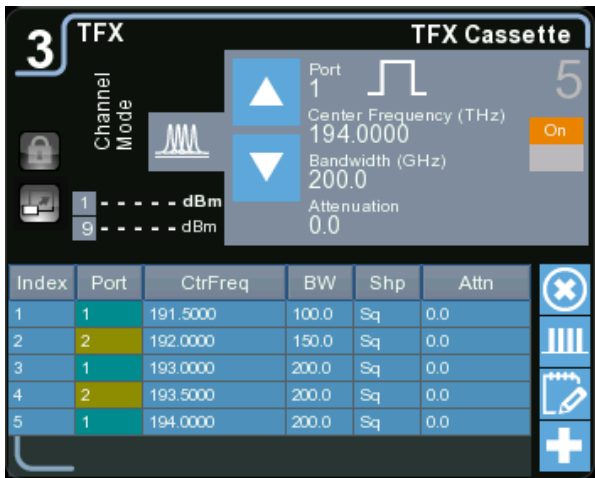 3
TFX
TFX Cassette
Channel
Mode
Port
1
5
Center Frequency (THz)
194.0000
On
Bandwidth (GHz)
200.0
Attenuation
0.0
1 - - - - - dBm
9 - - - - - dBm
Index Port CtrFreq BW Shp Attn
1 1 191.5000 100.0 Sq 0.0
2 2 192.0000 150.0 Sq 0.0
3 1 193.0000 200.0 Sq 0.0
4 2 193.5000 200.0 Sq 0.0
5 1 194.0000 200.0 Sq 0.0